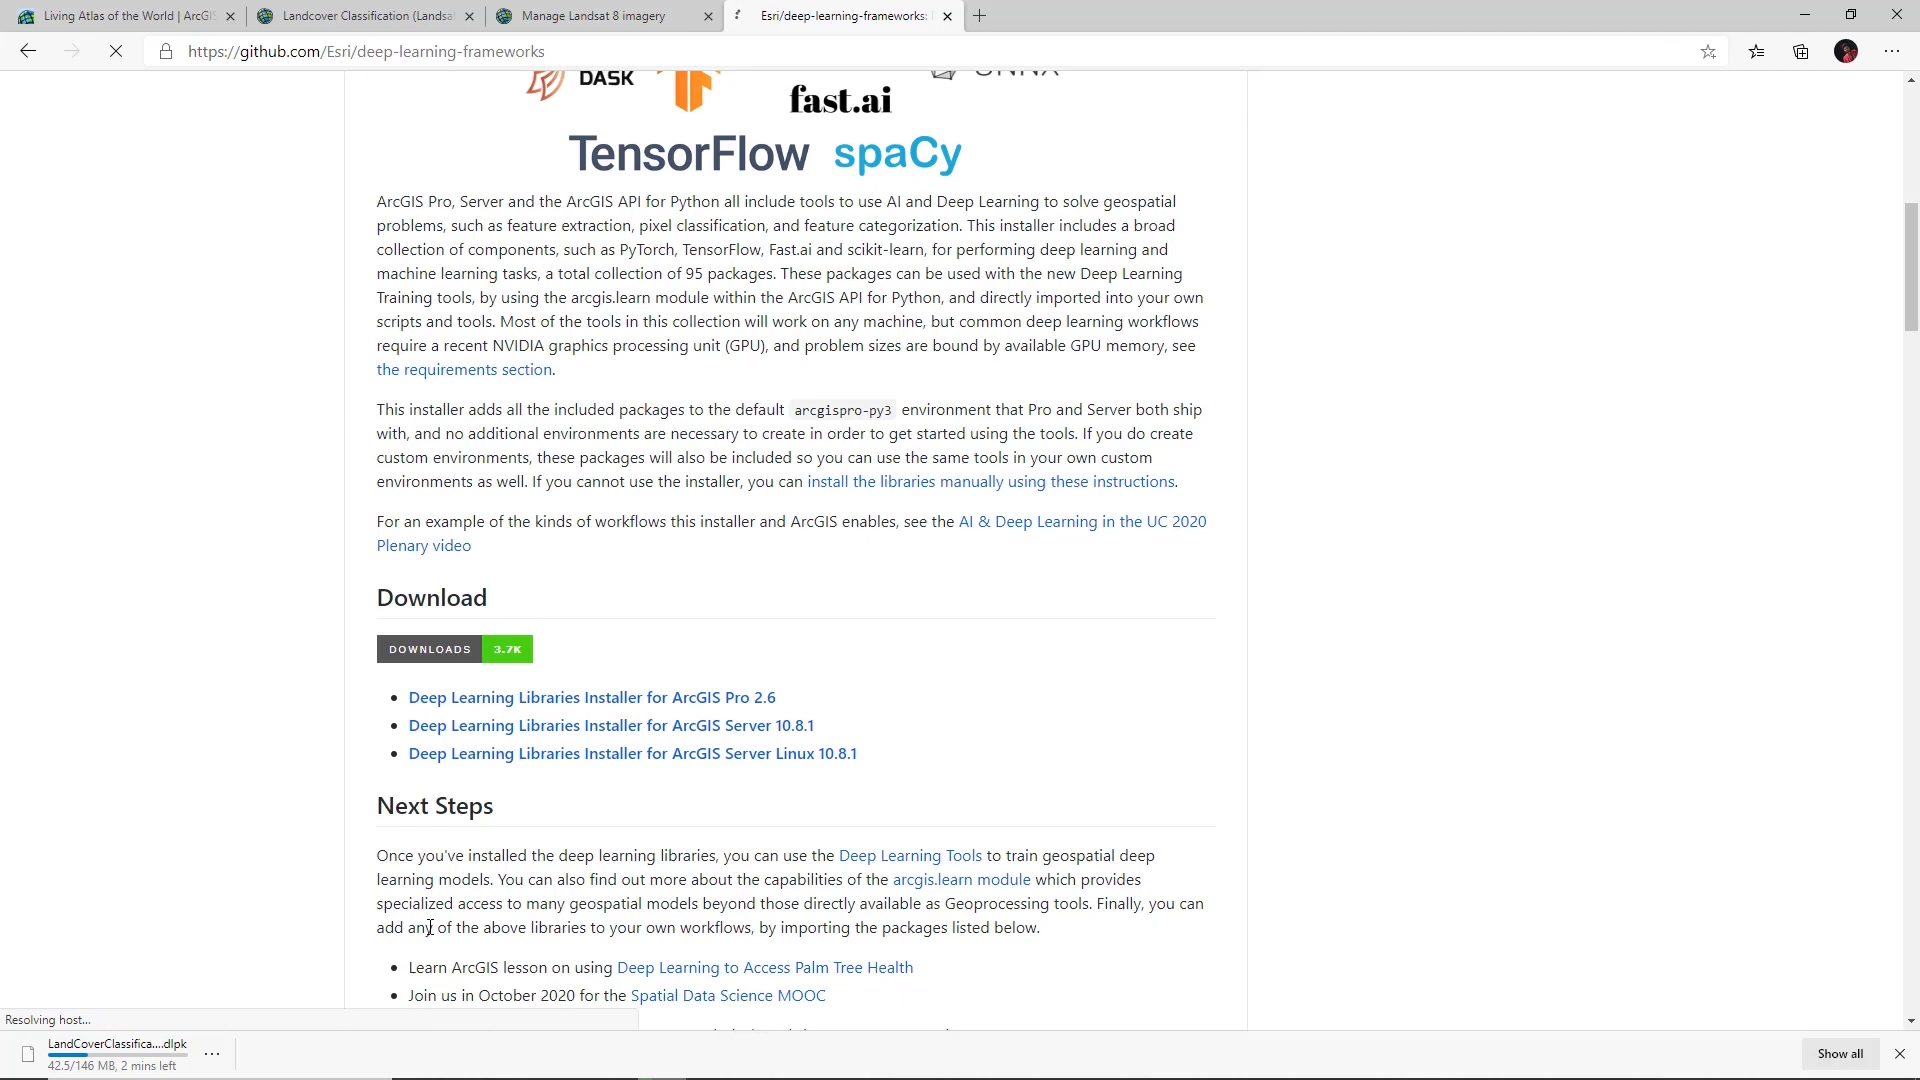 Living Atlas of the World | ArcGI
Landcover Classification (Landsa
Manage Landsat 8 imagery
Esri/deep-learning-frameworks:
https://github.com/Esri/deep-learning-frameworks
DASK
fast.ai
TensorFlow spaCy
ArcGIS Pro, Server and the ArcGIS API for Python all include tools to use AI and Deep Learning to solve geospatial
problems, such as feature extraction, pixel classification, and feature categorization. This installer includes a broad
collection of components, such as PyTorch, TensorFlow, Fast.ai and scikit-learn, for performing deep learning and
machine learning tasks, a total collection of 95 packages. These packages can be used with the new Deep Learning
Training tools, by using the arcgis.learn module within the ArcGIS API for Python, and directly imported into your own
scripts and tools. Most of the tools in this collection will work on any machine, but common deep learning workflows
require a recent NVIDIA graphics processing unit (GPU), and problem sizes are bound by available GPU memory, see
the requirements section.
This installer adds all the included packages to the default arcgispro-py3 environment that Pro and Server both ship
with, and no additional environments are necessary to create in order to get started using the tools. If you do create
custom environments, these packages will also be included so you can use the same tools in your own custom
environments as well. If you cannot use the installer, you can install the libraries manually using these instructions.
For an example of the kinds of workflows this installer and ArcGIS enables, see the AI & Deep Learning in the UC 2020
Plenary video
Download
DOWNLOADS 3.7K
• Deep Learning Libraries Installer for ArcGIS Pro 2.6
• Deep Learning Libraries Installer for ArcGIS Server 10.8.1
• Deep Learning Libraries Installer for ArcGIS Server Linux 10.8.1
Next Steps
Once you've installed the deep learning libraries, you can use the Deep Learning Tools to train geospatial deep
learning models. You can also find out more about the capabilities of the arcgis.learn module which provides
specialized access to many geospatial models beyond those directly available as Geoprocessing tools. Finally, you can
add any of the above libraries to your own workflows, by importing the packages listed below.
• Learn ArcGIS lesson on using Deep Learning to Access Palm Tree Health
• Join us in October 2020 for the Spatial Data Science MOOC
Resolving host...
LandCoverClassifica....dlpk
42.5/146 MB, 2 mins left
Show all